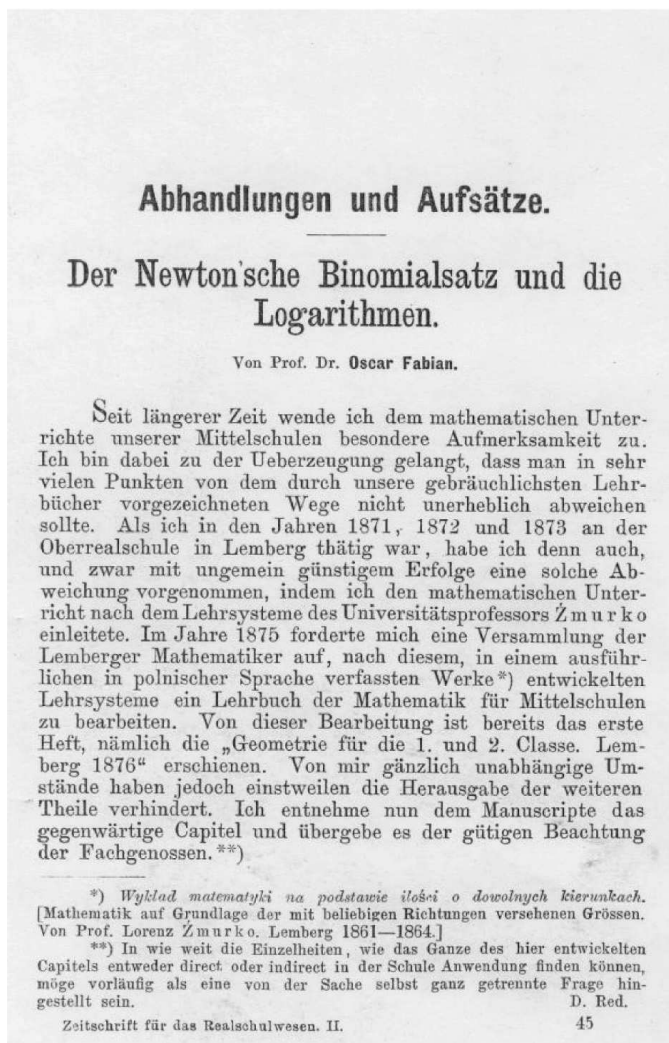 Abhandlungen und Aufsätze.
Der Newton'sche Binomialsatz und die
Logarithmen.
Von Prof. Dr. Oscar Fabian.
Seit längerer Zeit wende ich dem mathematischen Unter-
richte unserer Mittelschulen besondere Aufmerksamkeit zu.
Ich bin dabei zu der Ueberzeugung gelangt, dass man in sehr
vielen Punkten von dem durch unsere gebräuchlichsten Lehr-
bücher vorgezeichneten Wege nicht unerheblich abweichen
sollte. Als ich in den Jahren 1871, 1872 und 1873 an der
Oberrealschule in Lemberg thätig war, habe ich denn auch,
und zwar mit ungemein günstigem Erfolge eine solche Ab-
weichung vorgenommen, indem ich den mathematischen Unter-
richt nach dem Lehrsysteme des Universitätsprofessors Żmurko
einleitete. Im Jahre 1875 forderte mich eine Versammlung der
Lemberger Mathematiker auf, nach diesem, in einem ausführ-
lichen in polnischer Sprache verfassten Werke*) entwickelten
Lehrsysteme ein Lehrbuch der Mathematik für Mittelschulen
zu bearbeiten. Von dieser Bearbeitung ist bereits das erste
Heft, nämlich die „Geometrie für die 1. und 2. Classe. Lem-
berg 1876“ erschienen. Von mir gänzlich unabhängige Um-
stände haben jedoch einstweilen die Herausgabe der weiteren
Theile verhindert. Ich entnehme nun dem Manuscripte das
gegenwärtige Capitel und übergebe es der gütigen Beachtung
der Fachgenossen.**)
*) Wykład matematyki na podstawie ilości o dowolnych kierunkach.
[Mathematik auf Grundlage der mit beliebigen Richtungen versehenen Grössen.
Von Prof. Lorenz Żmurko. Lemberg 1861—1864.]
**) In wie weit die Einzelheiten, wie das Ganze des hier entwickelten
Capitels entweder direct oder indirect in der Schule Anwendung finden können,
möge vorläufig als eine von der Sache selbst ganz getrennte Frage hin-
gestellt sein. D. Red.
Zeitschrift für das Realschulwesen. II. 45